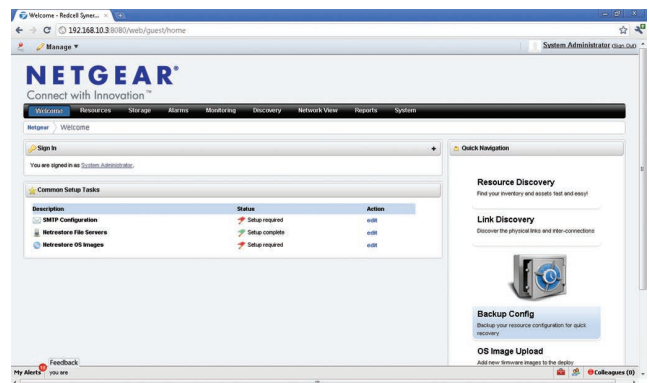 Welcome - Redcell Syner...
192.168.10.3:8080/web/guest/home
Manage
System Administrator (Sign Out)
NETGEAR®
Connect with Innovation™
Welcome Resources Storage Alarms Monitoring Discovery Network View Reports System
Netgear Welcome
Sign In
You are signed in as System Administrator.
Common Setup Tasks
Description Status Action
SMTP Configuration Setup required edit
Netrestore File Servers Setup complete edit
Netrestore OS Images Setup required edit
Quick Navigation
Resource Discovery
Find your inventory and assets fast and easy!
Link Discovery
Discover the physical links and inter-connections
Backup Config
Backup your resource configuration for quick
recovery
OS Image Upload
Add new firmware images to the deploy
Feedback
My Alerts you are
Colleagues (0)